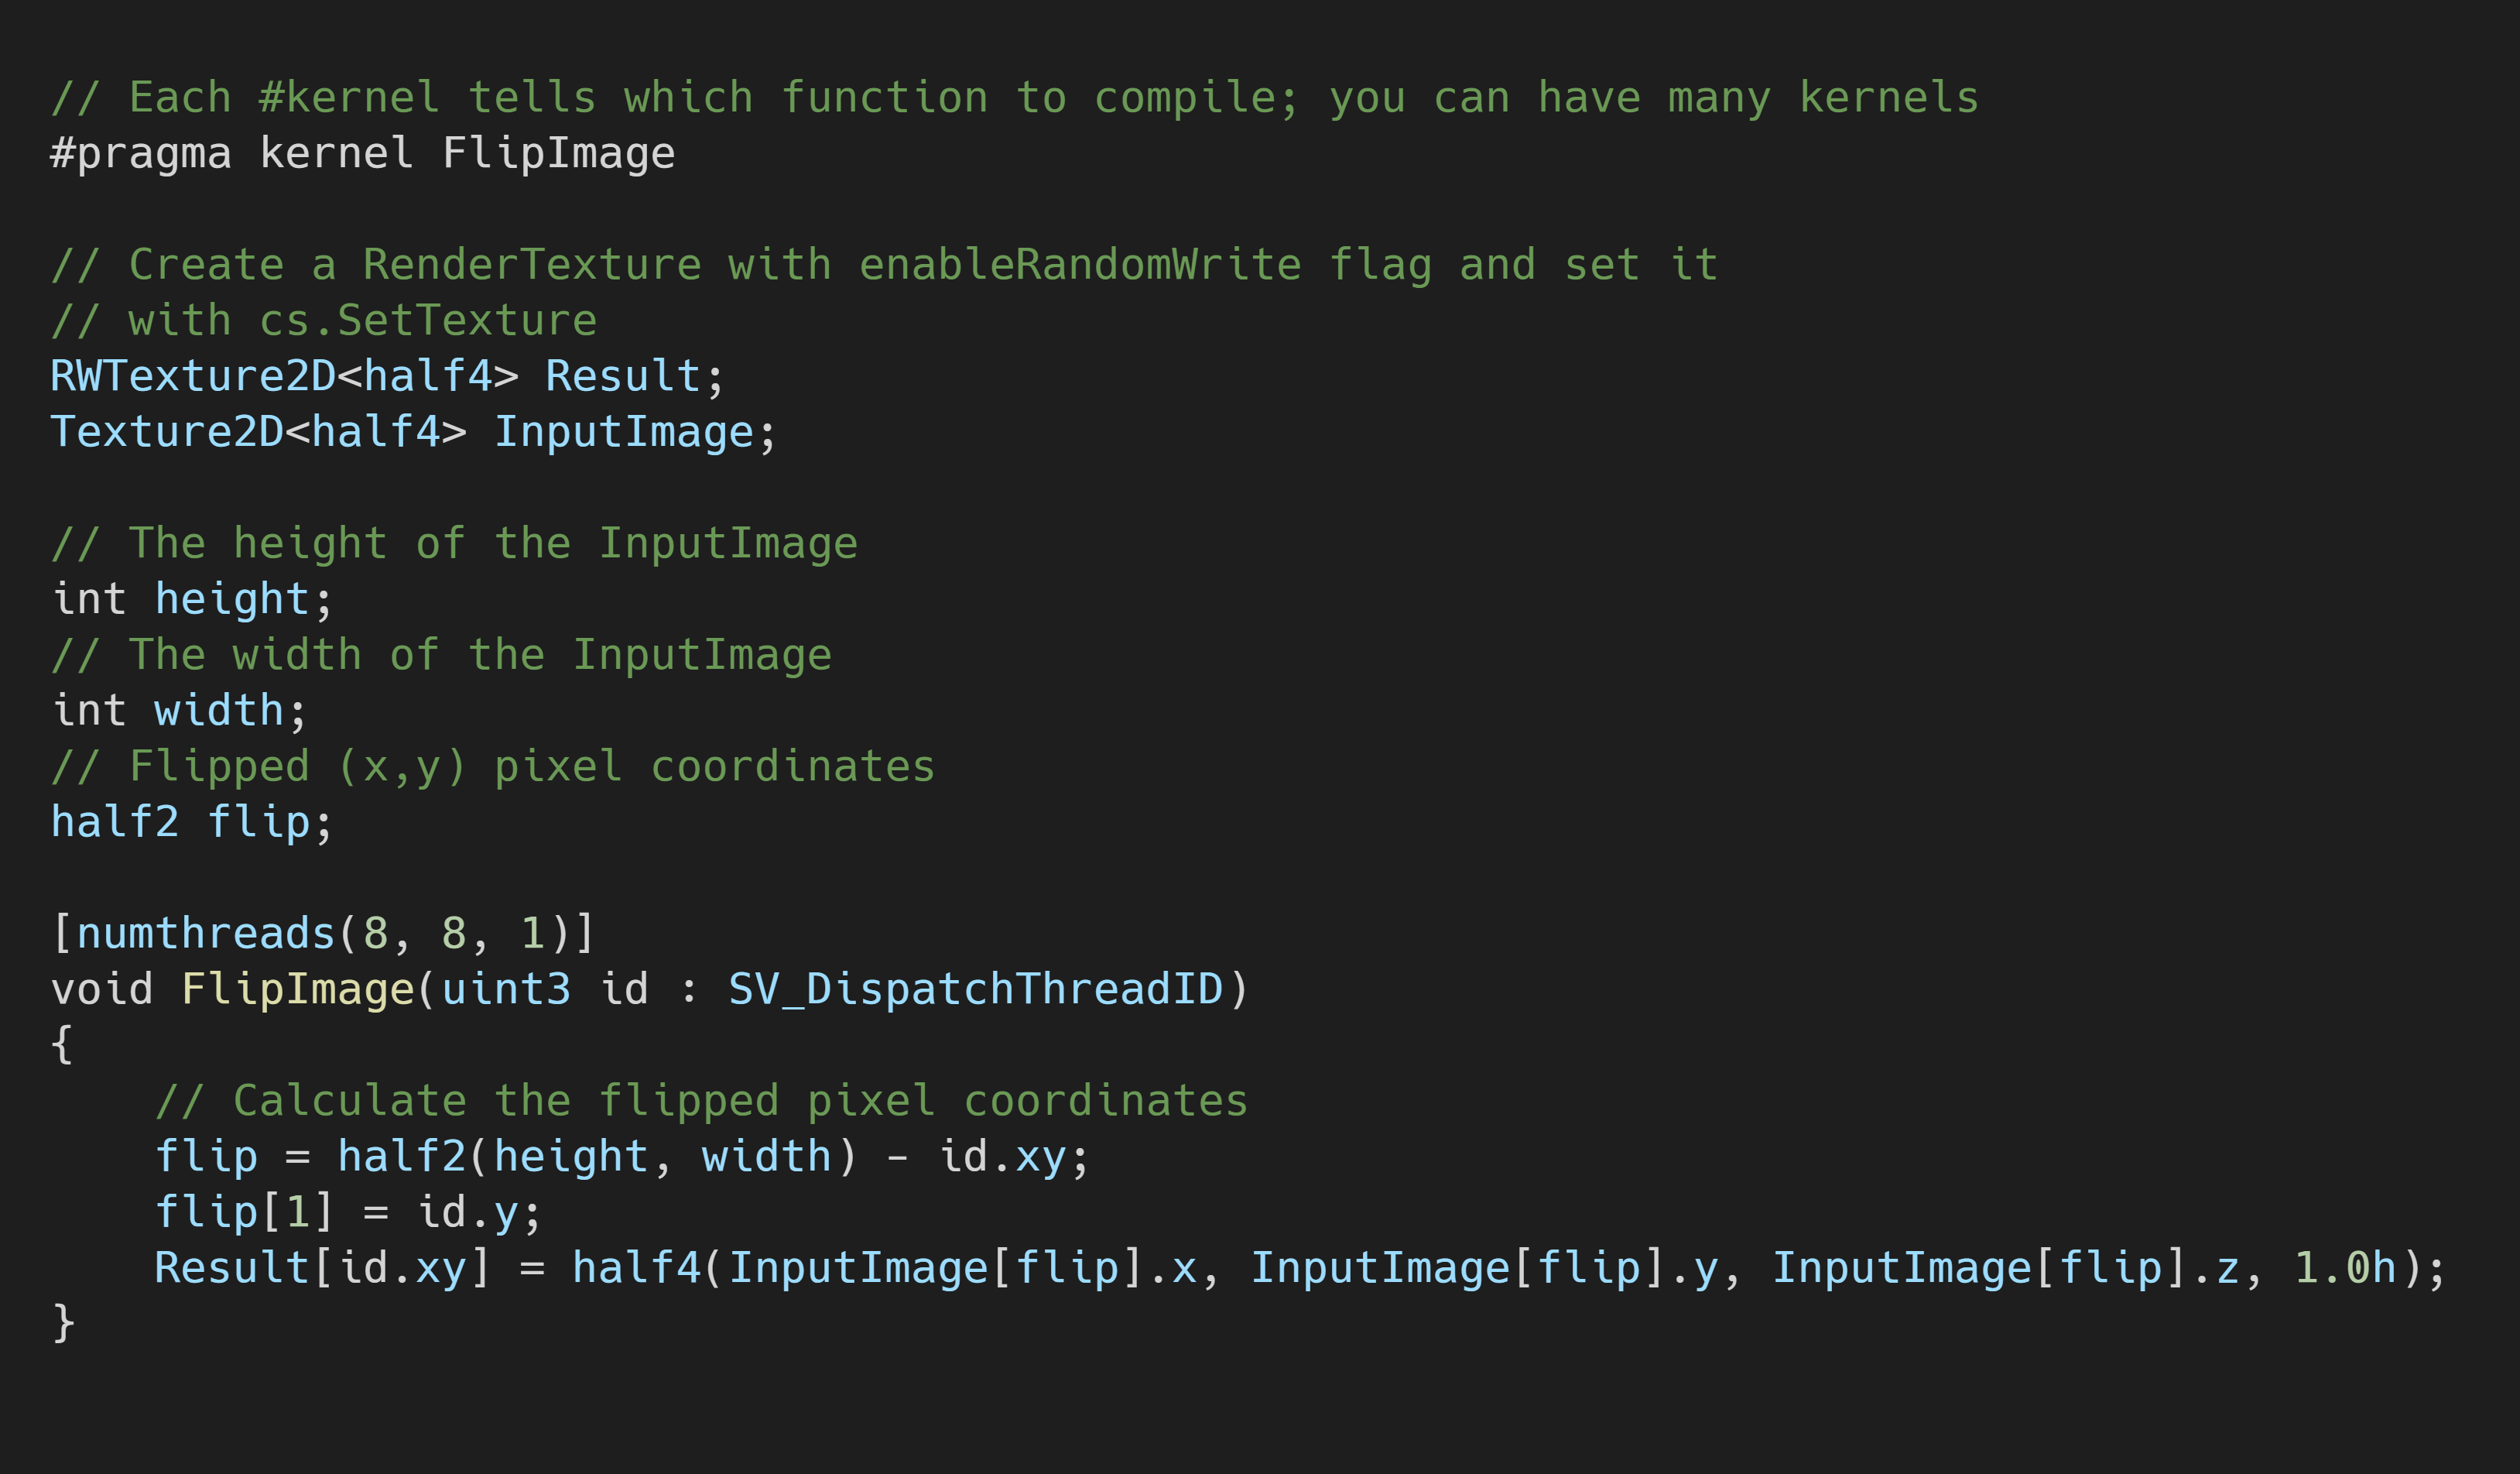 // Each #kernel tells which function to compile; you can have many kernels
#pragma kernel FlipImage
// Create a RenderTexture with enableRandomWrite flag and set it
// with cs.SetTexture
RWTexture2D<half4> Result;
Texture2D<half4> InputImage;
// The height of the InputImage
int height;
// The width of the InputImage
int width;
// Flipped (x,y) pixel coordinates
half2 flip;
[numthreads(8, 8, 1)]
void FlipImage(uint3 id : SV_DispatchThreadID)
{
    // Calculate the flipped pixel coordinates
    flip = half2(height, width) - id.xy;
    flip[1] = id.y;
    Result[id.xy] = half4(InputImage[flip].x, InputImage[flip].y, InputImage[flip].z, 1.0h);
}